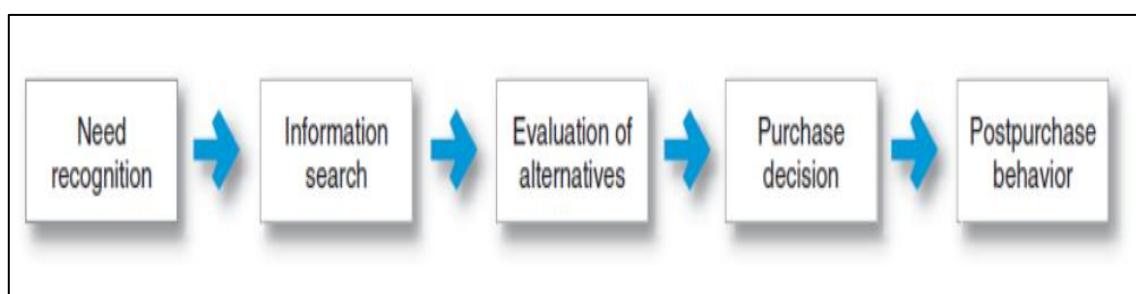 Need
recognition
Information
search
Evaluation of
alternatives
Purchase
decision
Postpurchase
behavior